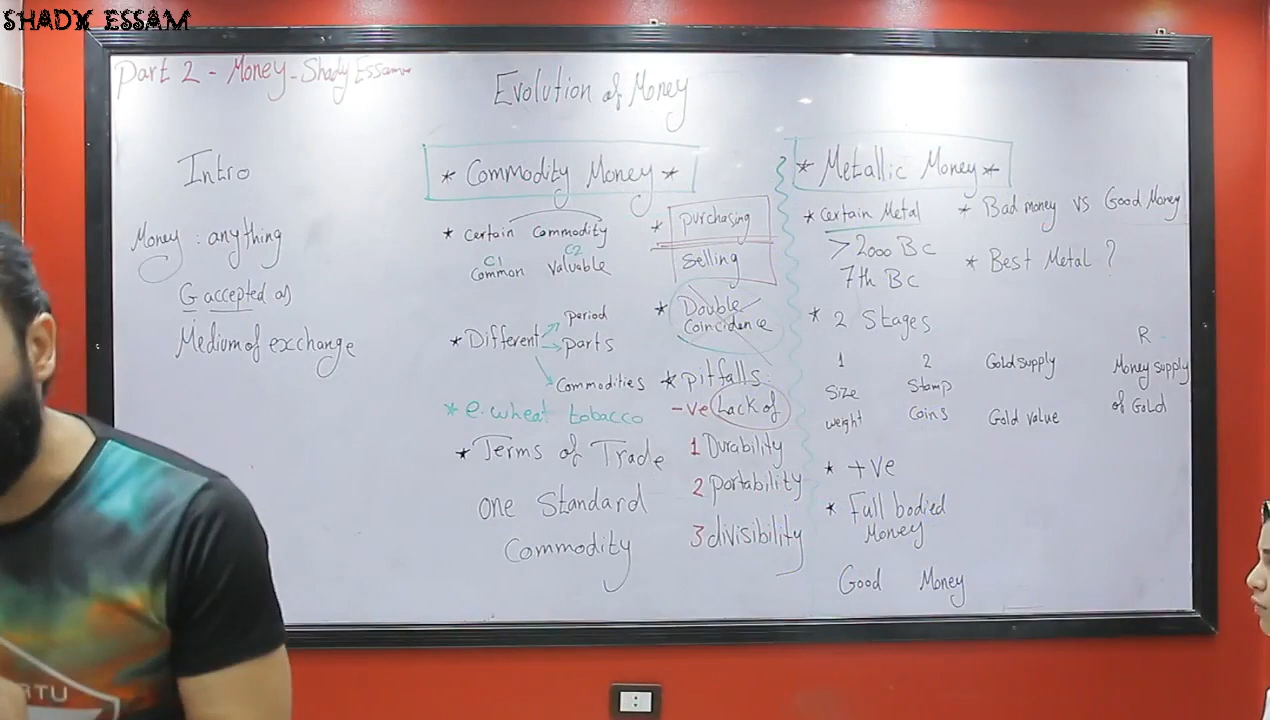 SHADY ESSAM
Part 2 - Money - Shady Essam
Evolution of Money
Intro
Money : anything
G accepted as
Medium of exchange
* Commodity Money *
* certain commodity
C1 C2
Common Valuable
* Different
period
parts
Commodities
* e. wheat tobacco
* Terms of Trade
one Standard
Commodity
* purchasing
Selling
* Double
Coincidence
* pitfalls:
-ve Lack of
1 Durability
2 portability
3 divisibility
* Metallic Money *
* Certain Metal
> 2000 BC
7th BC
* 2 Stages
1 2
Size Stamp
weight Coins
Gold supply
Gold value
R
Money supply
of Gold
* +ve
* Full bodied
Money
Good Money
* Bad money vs Good Money
* Best Metal ?
RTU